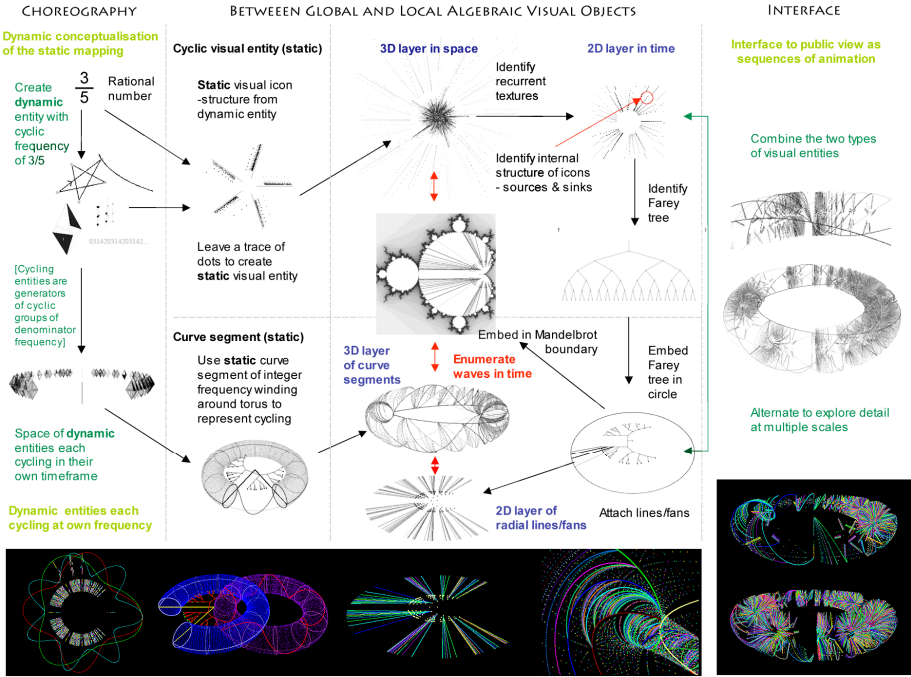 CHOREOGRAPHY
BETWEEEN GLOBAL AND LOCAL ALGEBRAIC VISUAL OBJECTS
INTERFACE
Dynamic conceptualisation
of the static mapping
Create
dynamic
entity with
cyclic
frequency
of 3/5
3
5
Rational
number
031420314203142...
[Cycling
entities are
generators
of cyclic
groups of
denominator
frequency]
Space of dynamic
entities each
cycling in their
own timeframe
Dynamic entities each
cycling at own frequency
Cyclic visual entity (static)
Static visual icon
-structure from
dynamic entity
Leave a trace of
dots to create
static visual entity
Curve segment (static)
Use static curve
segment of integer
frequency winding
around torus to
represent cycling
3D layer in space
Identify
recurrent
textures
2D layer in time
Identify internal
structure of icons
- sources & sinks
Identify
Farey
tree
Embed in Mandelbrot
boundary
3D layer
of curve
segments
Enumerate
waves in time
Embed
Farey
tree in
circle
2D layer of
radial lines/fans
Attach lines/fans
Interface to public view as
sequences of animation
Combine the two types
of visual entities
Alternate to explore detail
at multiple scales